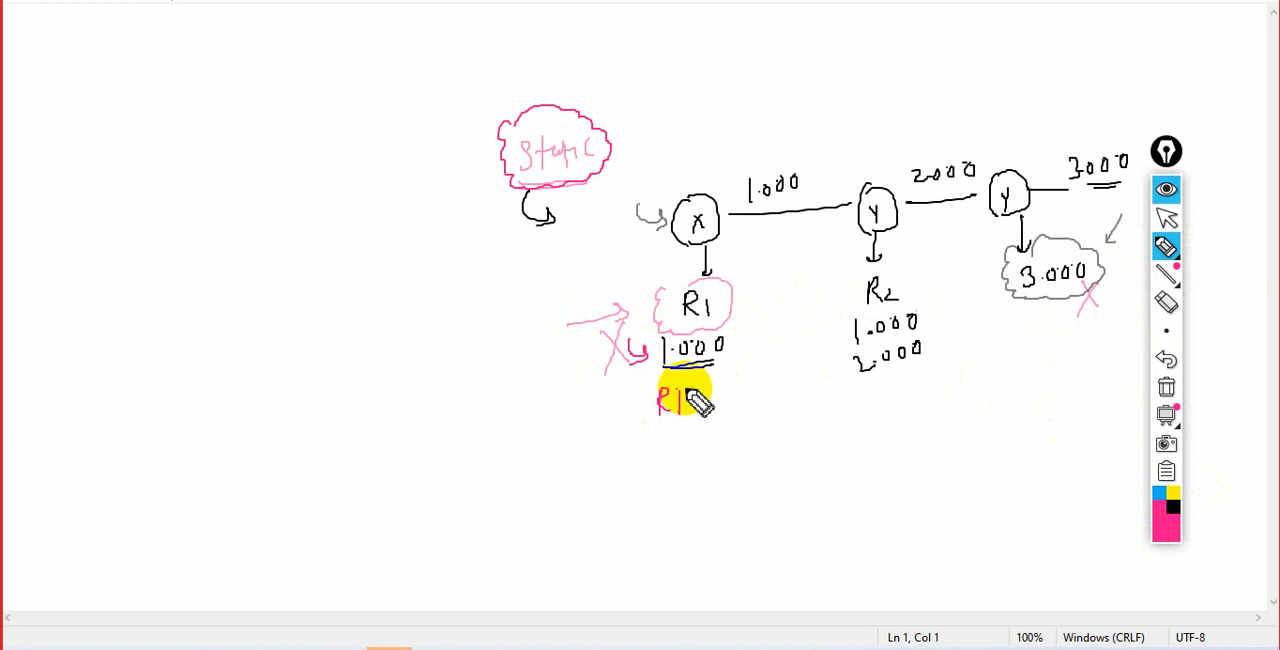 static
1.000
2.000
3.000
X
Y
Y
3.000
X
R1
R2
1.000
X
1.000
2.000
R1
Ln 1, Col 1
100%
Windows (CRLF)
UTF-8